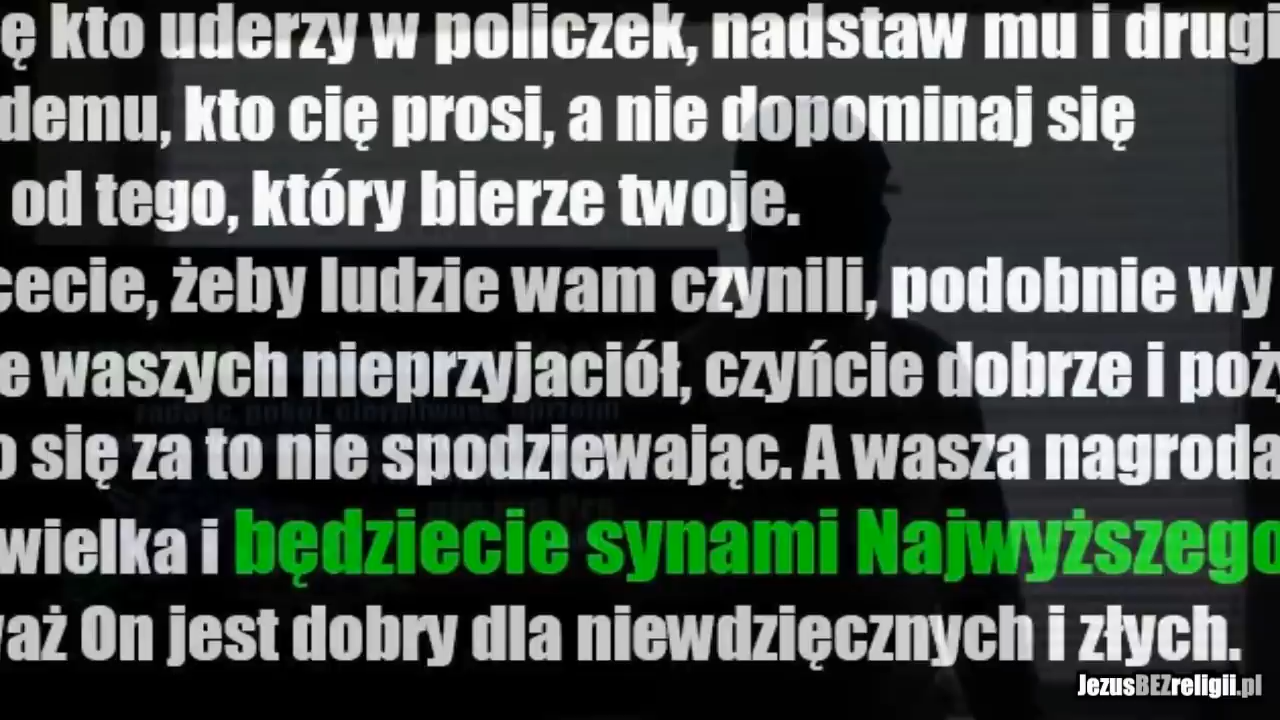 ę kto uderzy w policzek, nadstaw mu i drugi
demu, kto cię prosi, a nie dopominaj się
od tego, który bierze twoje.
cecie, żeby ludzie wam czynili, podobnie wy
e waszych nieprzyjaciół, czyńcie dobrze i poży
o się za to nie spodziewając. A wasza nagroda
wielka i będziecie synami Najwyższego
waż On jest dobry dla niewdzięcznych i złych.
JezusBEZreligii.pl